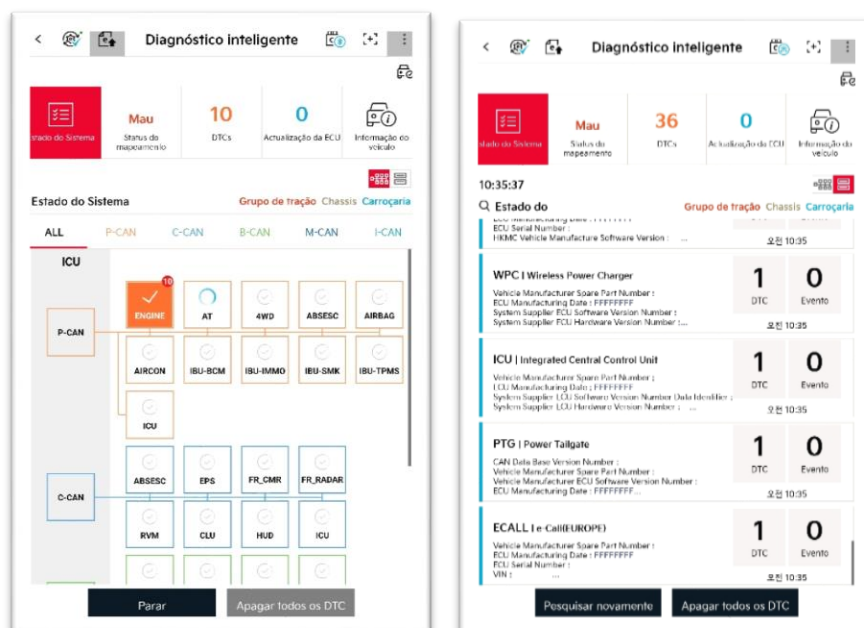 Diagnóstico inteligente
Estado do Sistema
Mau
Status do mapeamento
10
DTCs
0
Actualização da ECU
Informação do veículo
Estado do Sistema
Grupo de tração Chassis Carroçaria
ALL P-CAN C-CAN B-CAN M-CAN I-CAN
ICU
10
P-CAN
ENGINE AT 4WD ABSESC AIRBAG
AIRCON IBU-BCM IBU-IMMO IBU-SMK IBU-TPMS
ICU
C-CAN
ABSESC EPS FR_CMR FR_RADAR
RVM CLU HUD ICU
Parar
Apagar todos os DTC
Diagnóstico inteligente
stado do Sistema
Mau
Status do mapeamento
36
DTCs
0
Actualização da ECU
Informação do veículo
10:35:37
Estado do
Grupo de tração Chassis Carroçaria
ECU Manufacturing Date : FFFFFFFF
ECU Serial Number :
HKMC Vehicle Manufacture Software Version : ...
오전 10:35
WPC | Wireless Power Charger
Vehicle Manufacturer Spare Part Number :
ECU Manufacturing Date : FFFFFFFF
System Supplier ECU Software Version Number :
System Supplier ECU Hardware Version Number :...
1
DTC
0
Evento
오전 10:35
ICU | Integrated Central Control Unit
Vehicle Manufacturer Spare Part Number :
ECU Manufacturing Date : FFFFFFFF
System Supplier ECU Software Version Number Data Identifier :
System Supplier ECU Hardware Version Number : ...
1
DTC
0
Evento
오전 10:35
PTG | Power Tailgate
CAN Data Base Version Number :
Vehicle Manufacturer Spare Part Number :
Vehicle Manufacturer ECU Software Version Number :
ECU Manufacturing Date : FFFFFFFF...
1
DTC
0
Evento
오전 10:35
ECALL | e-Call(EUROPE)
Vehicle Manufacturer Spare Part Number :
ECU Manufacturing Date : FFFFFFFF
ECU Serial Number :
VIN : ...
1
DTC
0
Evento
오전 10:35
Pesquisar novamente
Apagar todos os DTC